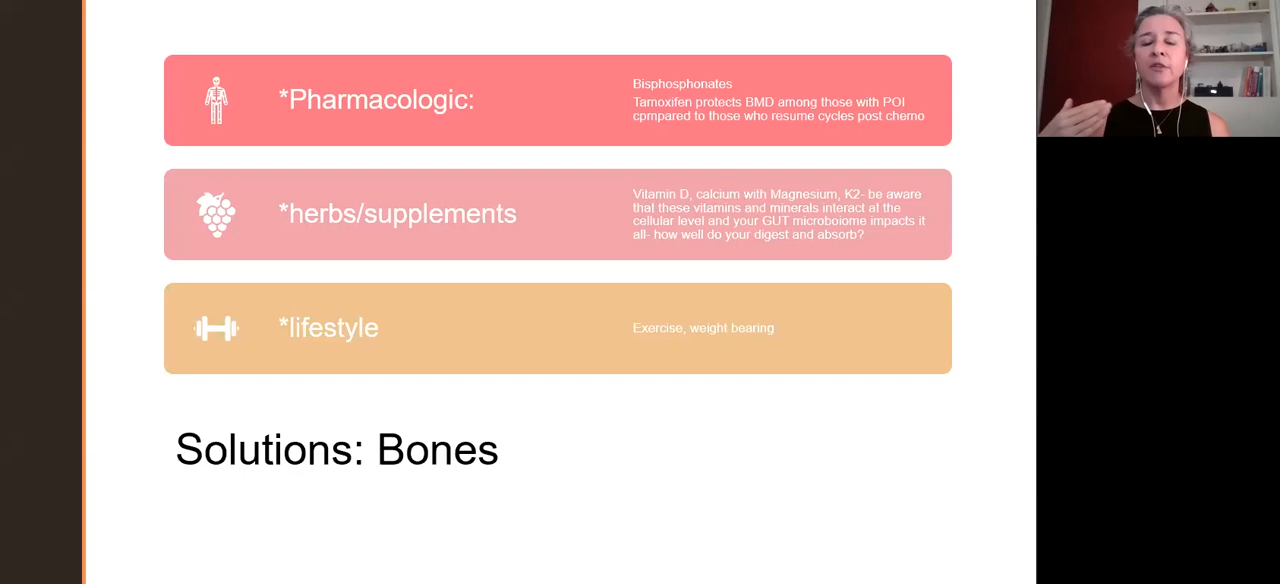 *Pharmacologic:
Bisphosphonates
Tamoxifen protects BMD among those with POI
cpmpared to those who resume cycles post chemo
*herbs/supplements
Vitamin D, calcium with Magnesium, K2- be aware
that these vitamins and minerals interact at the
cellular level and your GUT microboiome impacts it
all- how well do your digest and absorb?
*lifestyle
Exercise, weight bearing
Solutions: Bones